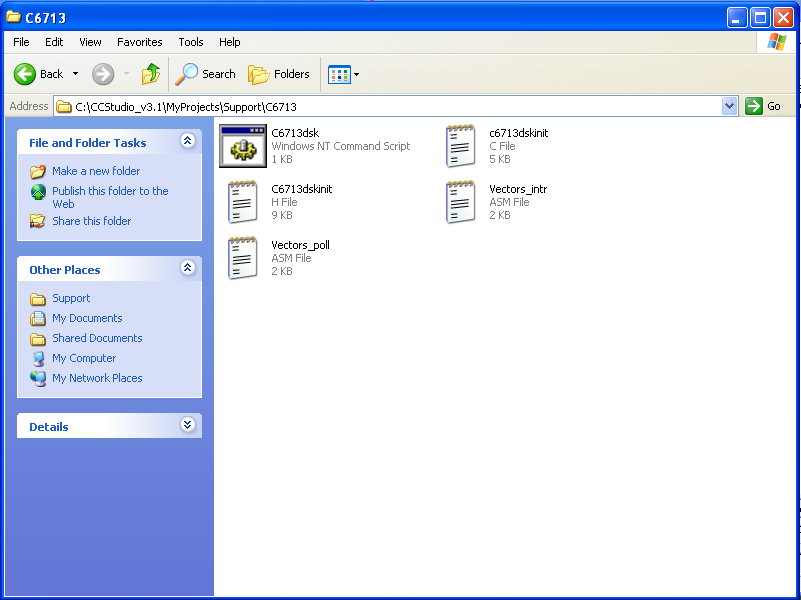 C6713
File Edit View Favorites Tools Help
Back Search Folders
Address C:\CCStudio_v3.1\MyProjects\Support\C6713 Go
File and Folder Tasks
Make a new folder
Publish this folder to the
Web
Share this folder
Other Places
Support
My Documents
Shared Documents
My Computer
My Network Places
Details
C6713dsk
Windows NT Command Script
1 KB
c6713dskinit
C File
5 KB
C6713dskinit
H File
9 KB
Vectors_intr
ASM File
2 KB
Vectors_poll
ASM File
2 KB